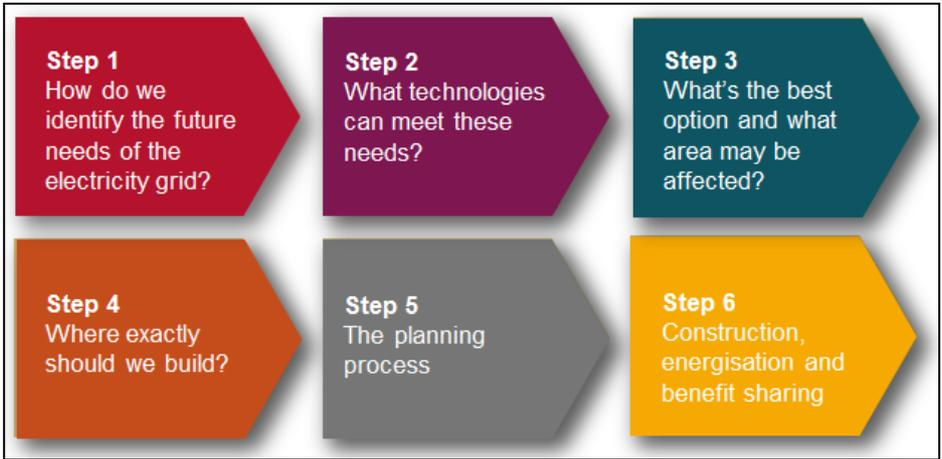 Step 1
How do we
identify the future
needs of the
electricity grid?
Step 2
What technologies
can meet these
needs?
Step 3
What's the best
option and what
area may be
affected?
Step 4
Where exactly
should we build?
Step 5
The planning
process
Step 6
Construction,
energisation and
benefit sharing